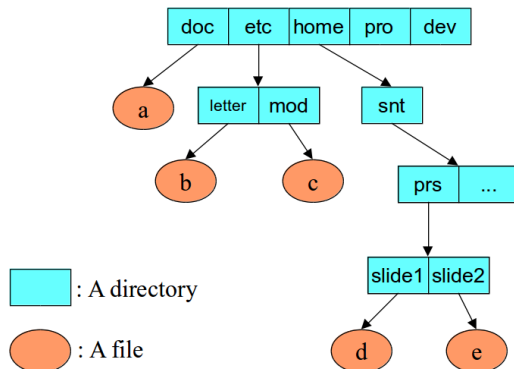 doc etc home pro dev
a letter mod snt
b c
prs ...
slide1 slide2
: A directory
d e
: A file